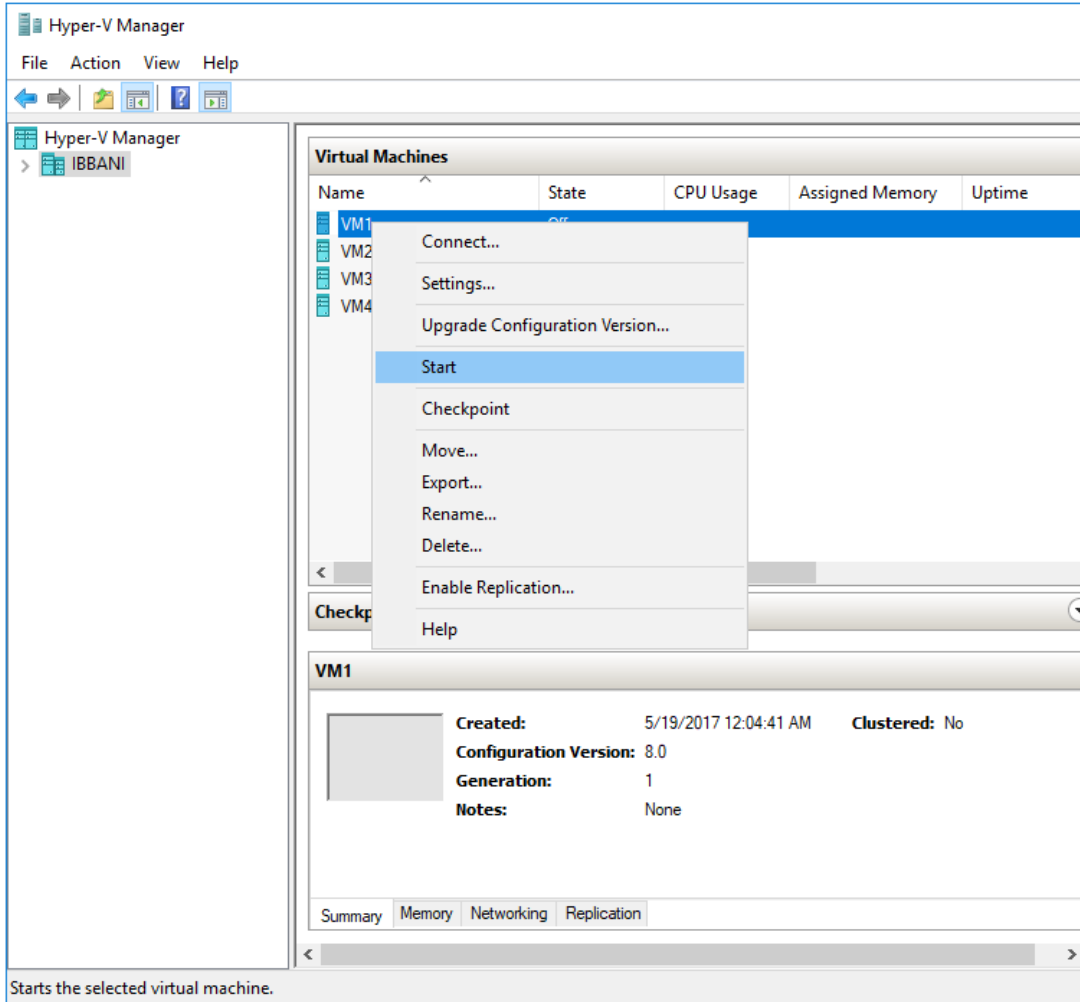 Hyper-V Manager
File Action View Help
Hyper-V Manager
IBBANI
Virtual Machines
Name State CPU Usage Assigned Memory Uptime
VM1 Off
VM2
VM3
VM4
Connect...
Settings...
Upgrade Configuration Version...
Start
Checkpoint
Move...
Export...
Rename...
Delete...
Enable Replication...
Help
Checkp
VM1
Created: 5/19/2017 12:04:41 AM Clustered: No
Configuration Version: 8.0
Generation: 1
Notes: None
Summary Memory Networking Replication
Starts the selected virtual machine.